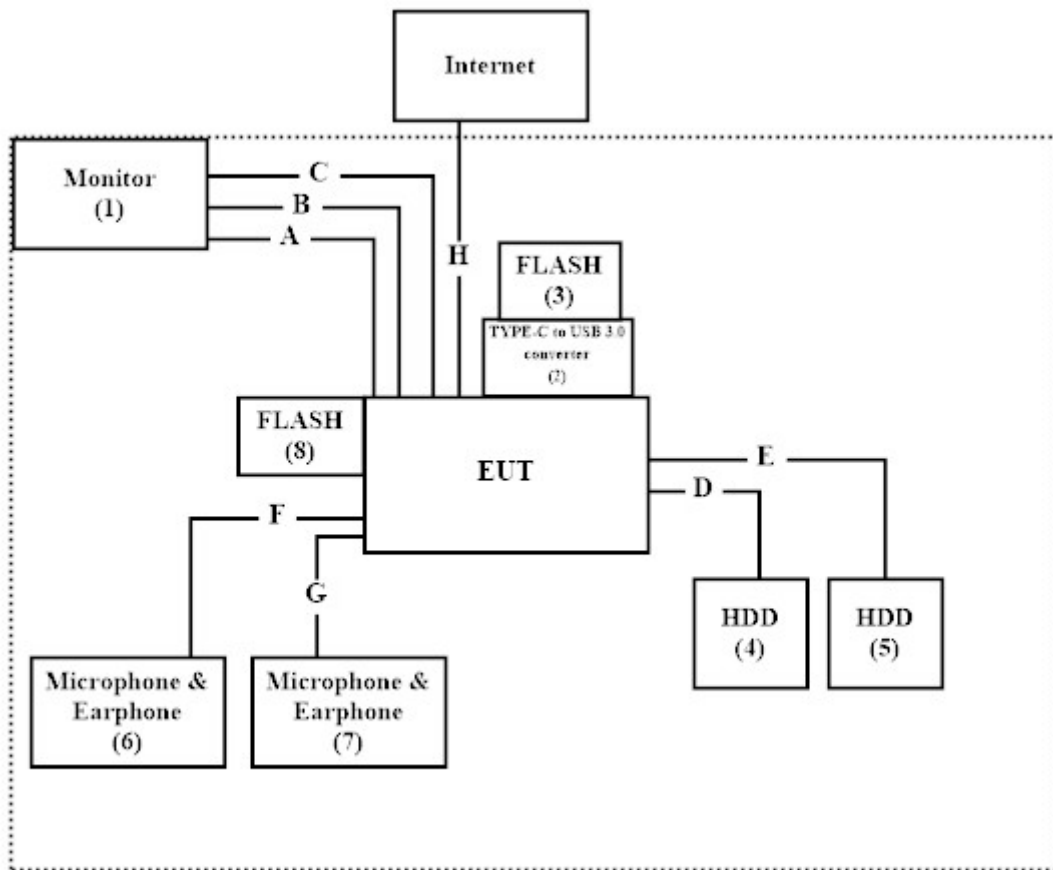 Internet
Monitor
(1)
C
B
A
H
FLASH
(3)
TYPE-C to USB 3.0
converter
(2)
FLASH
(8)
EUT
E
D
F
G
HDD
(4)
HDD
(5)
Microphone &
Earphone
(6)
Microphone &
Earphone
(7)